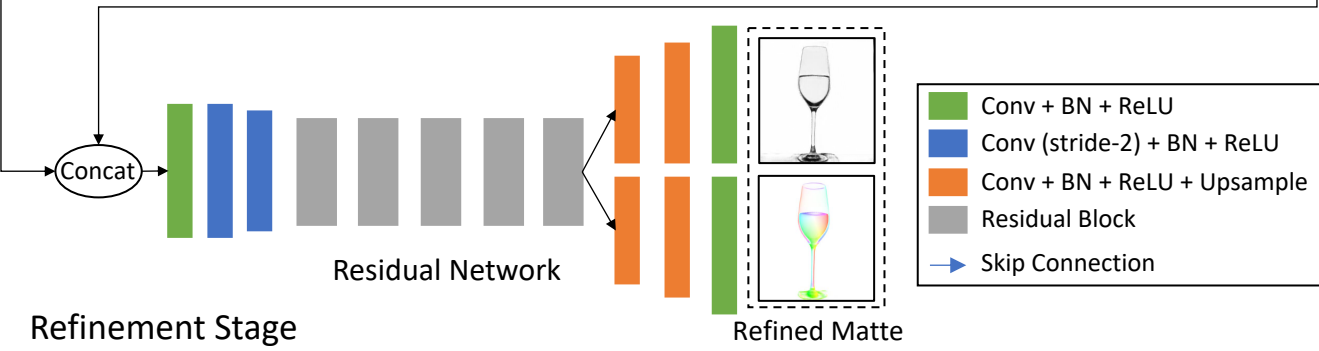 Concat
Residual Network
Refinement Stage
Refined Matte
Conv + BN + ReLU
Conv (stride-2) + BN + ReLU
Conv + BN + ReLU + Upsample
Residual Block
Skip Connection